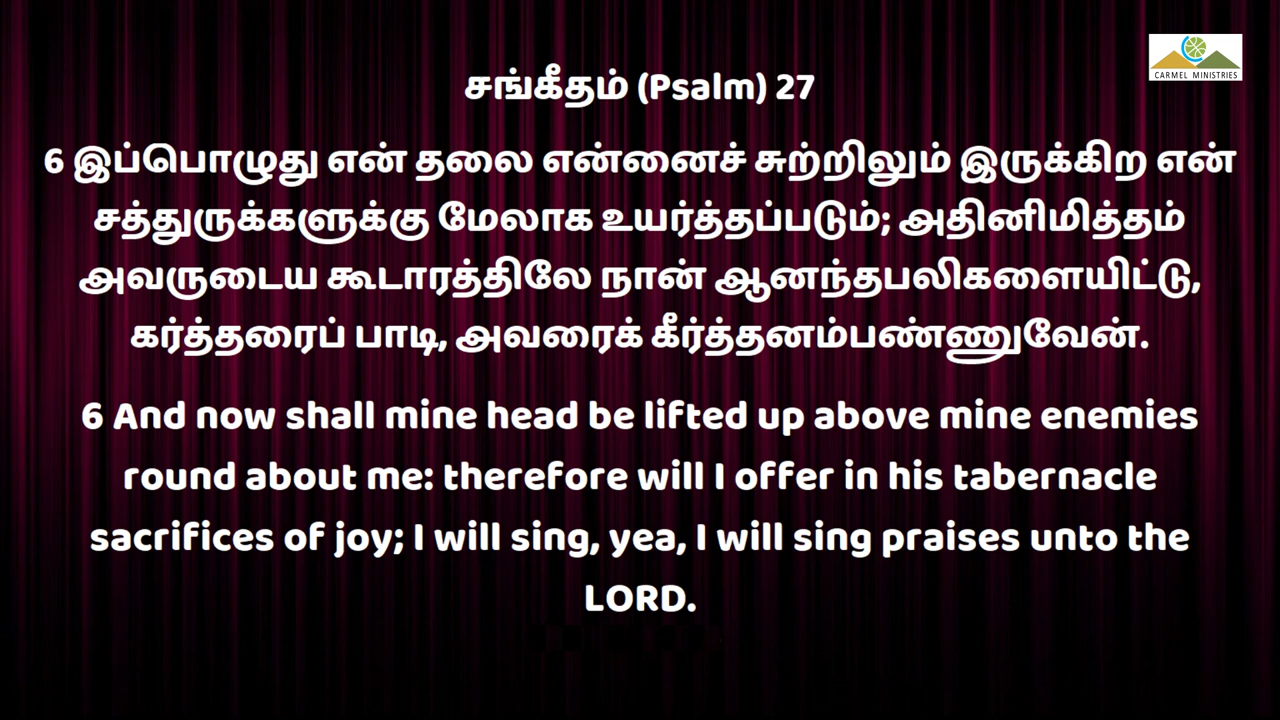 CARMEL MINISTRIES
சங்கீதம் (Psalm) 27
6 இப்பொழுது என் தலை என்னைச் சுற்றிலும் இருக்கிற என்
சத்துருக்களுக்கு மேலாக உயர்த்தப்படும்; அதினிமித்தம்
அவருடைய கூடாரத்திலே நான் ஆனந்தபலிகளையிட்டு,
கர்த்தரைப் பாடி, அவரைக் கீர்த்தனம்பண்ணுவேன்.
6 And now shall mine head be lifted up above mine enemies
round about me: therefore will I offer in his tabernacle
sacrifices of joy; I will sing, yea, I will sing praises unto the
LORD.